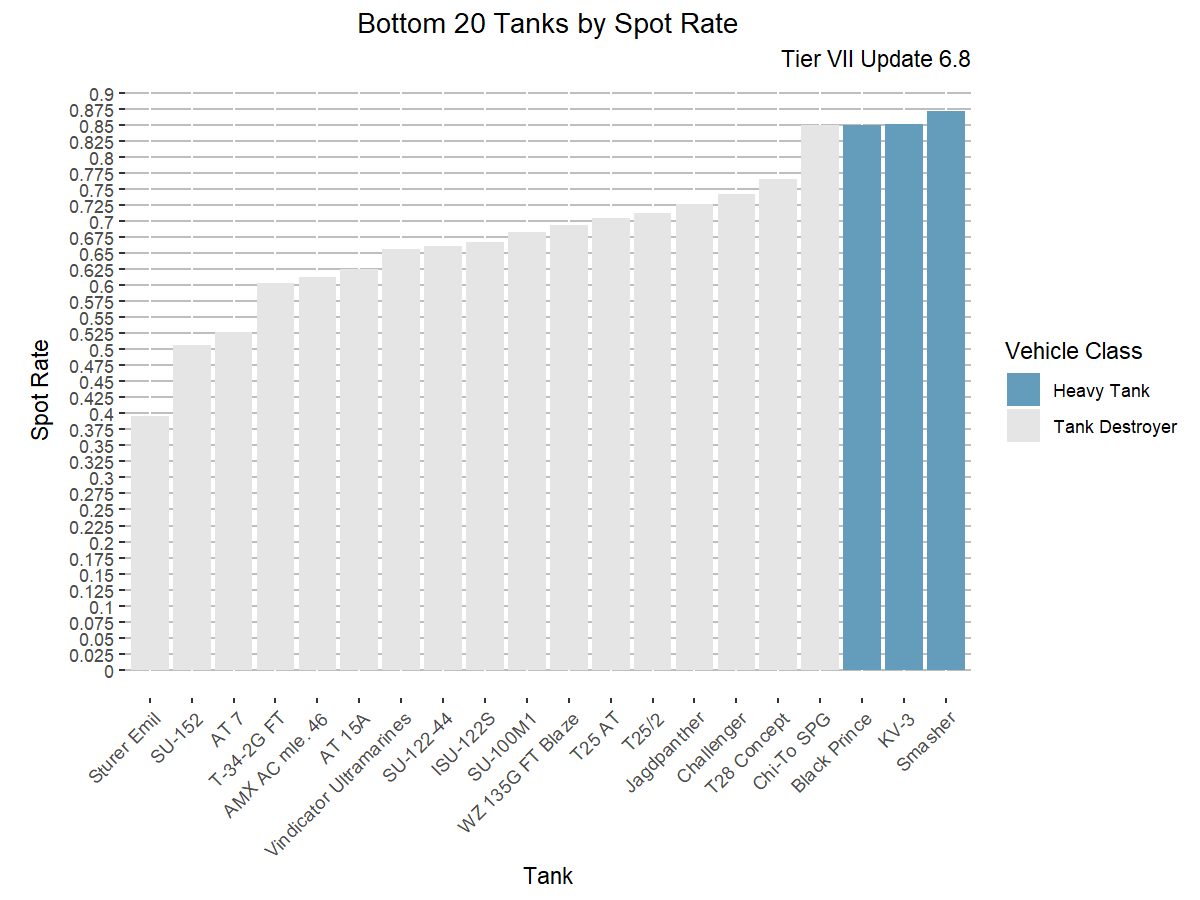 Bottom 20 Tanks by Spot Rate
Tier VII Update 6.8
0.9
0.875
0.85
0.825
0.8
0.775
0.75
0.725
0.7
0.675
0.65
0.625
0.6
0.575
0.55
0.525
0.5
0.475
0.45
0.425
0.4
0.375
0.35
0.325
0.3
0.275
0.25
0.225
0.2
0.175
0.15
0.125
0.1
0.075
0.05
0.025
0
Spot Rate
Sturer Emil
SU-152
AT 7
T-34-2G FT
AMX AC mle. 46
AT 15A
Vindicator Ultramarines
SU-122-44
ISU-122S
SU-100M1
WZ 135G FT Blaze
T25 AT
T25/2
Jagdpanther
Challenger
T28 Concept
Chi-To SPG
Black Prince
KV-3
Smasher
Tank
Vehicle Class
Heavy Tank
Tank Destroyer